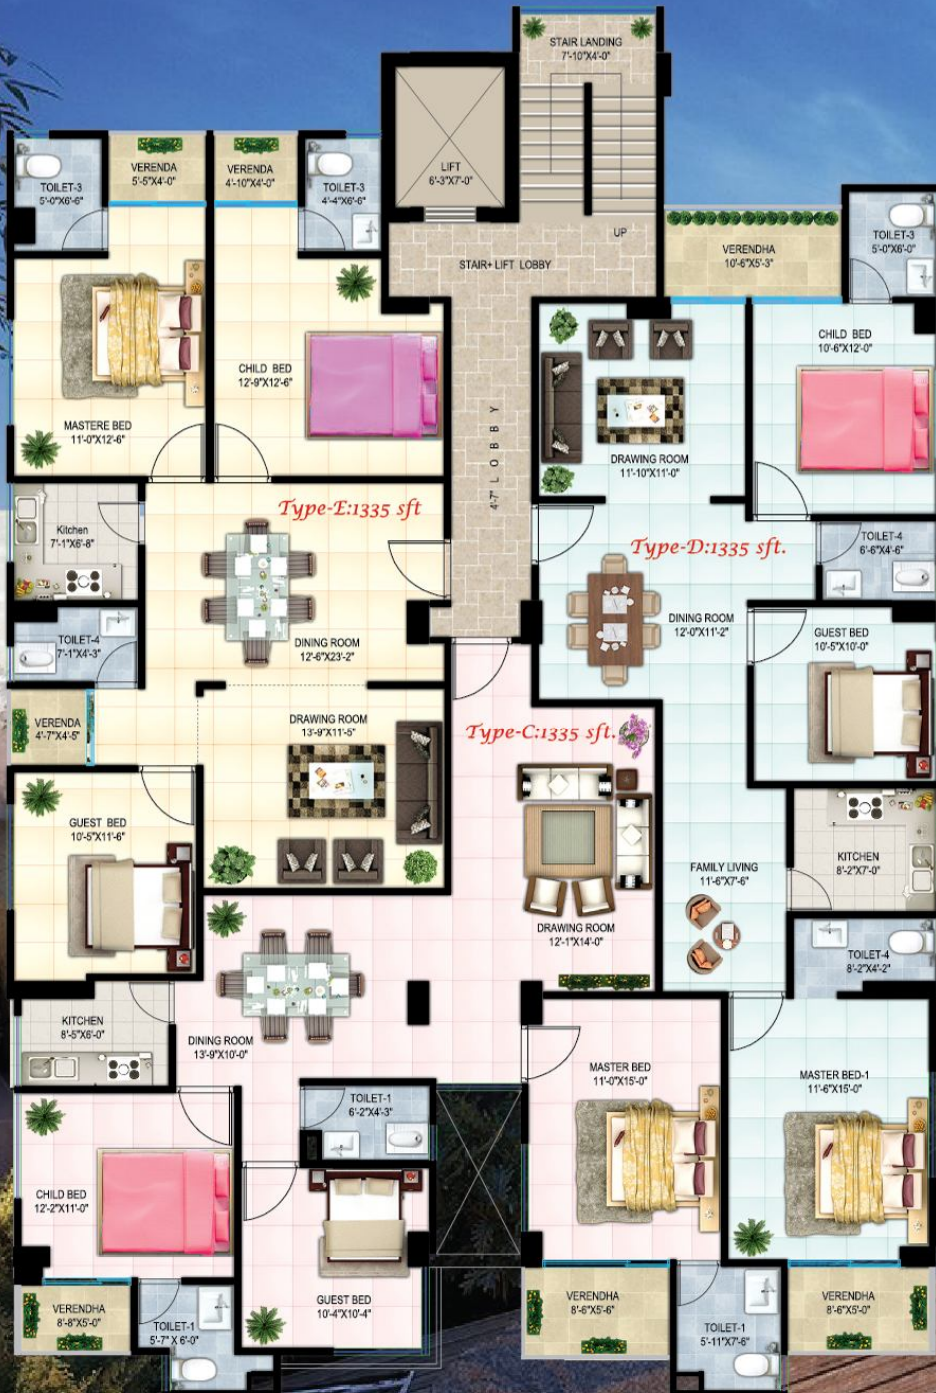 STAIR LANDING
7'-10"X4'-0"
LIFT
6'-3"X7'-0"
UP
STAIR+ LIFT LOBBY
4'-7" LOBBY
TOILET-3
5'-0"X6'-6"
VERENDA
5'-5"X4'-0"
VERENDA
4'-10"X4'-0"
TOILET-3
4'-4"X6'-6"
MASTERE BED
11'-0"X12'-6"
CHILD BED
12'-9"X12'-6"
Kitchen
7'-1"X6'-8"
Type-E:1335 sft
TOILET-4
7'-1"X4'-3"
DINING ROOM
12'-6"X23'-2"
VERENDA
4'-7"X4'-5"
DRAWING ROOM
13'-9"X11'-5"
GUEST BED
10'-5"X11'-6"
VERENDHA
10'-6"X5'-3"
TOILET-3
5'-0"X6'-0"
CHILD BED
10'-6"X12'-0"
DRAWING ROOM
11'-10"X11'-0"
Type-D:1335 sft.
TOILET-4
6'-6"X4'-6"
DINING ROOM
12'-0"X11'-2"
GUEST BED
10'-5"X10'-0"
FAMILY LIVING
11'-6"X7'-6"
KITCHEN
8'-2"X7'-0"
TOILET-4
8'-2"X4'-2"
MASTER BED-1
11'-6"X15'-0"
VERENDHA
8'-6"X5'-0"
Type-C:1335 sft.
DRAWING ROOM
12'-1"X14'-0"
KITCHEN
8'-5"X6'-0"
DINING ROOM
13'-9"X10'-0"
MASTER BED
11'-0"X15'-0"
TOILET-1
6'-2"X4'-3"
CHILD BED
12'-2"X11'-0"
GUEST BED
10'-4"X10'-4"
VERENDHA
8'-8"X5'-0"
TOILET-1
5'-7" X 6'-0"
VERENDHA
8'-6"X5'-6"
TOILET-1
5'-11"X7'-6"